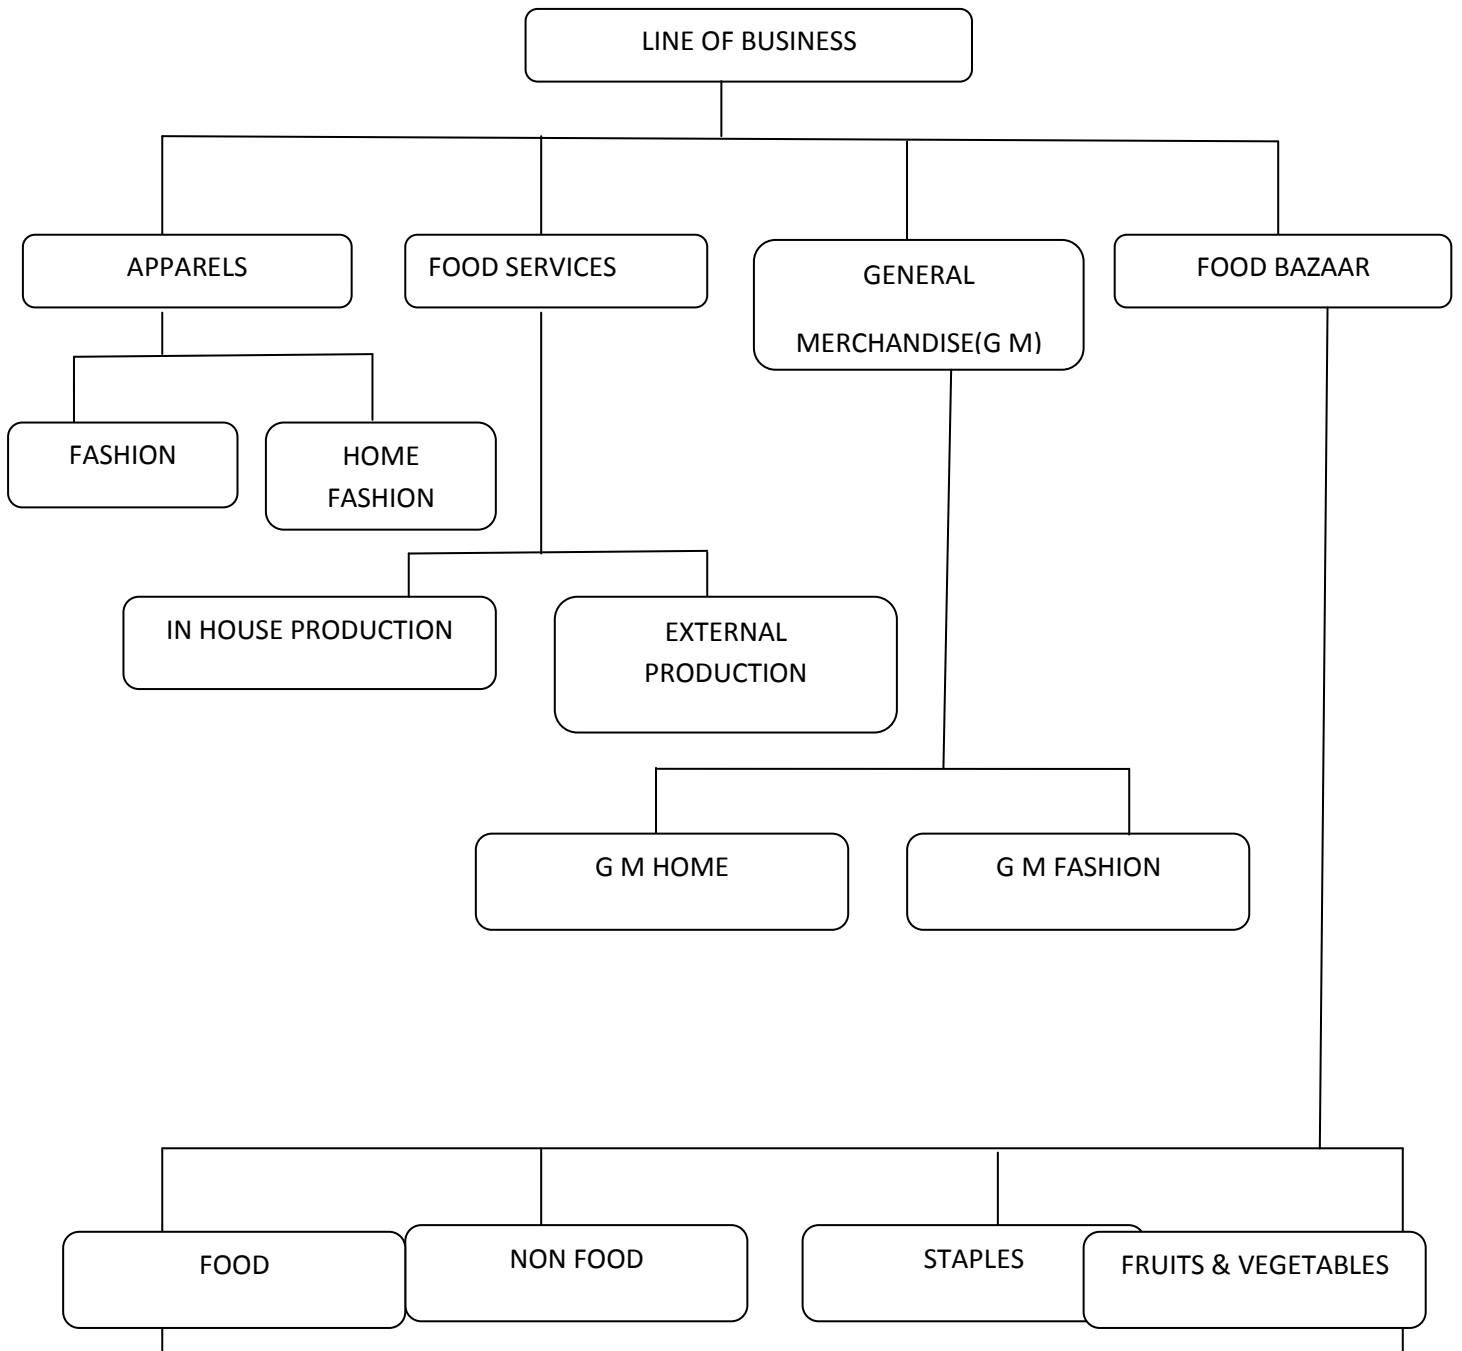 LINE OF BUSINESS
APPARELS
FOOD SERVICES
GENERAL
MERCHANDISE(G M)
FOOD BAZAAR
FASHION
HOME
FASHION
IN HOUSE PRODUCTION
EXTERNAL
PRODUCTION
G M HOME
G M FASHION
FOOD
NON FOOD
STAPLES
FRUITS & VEGETABLES